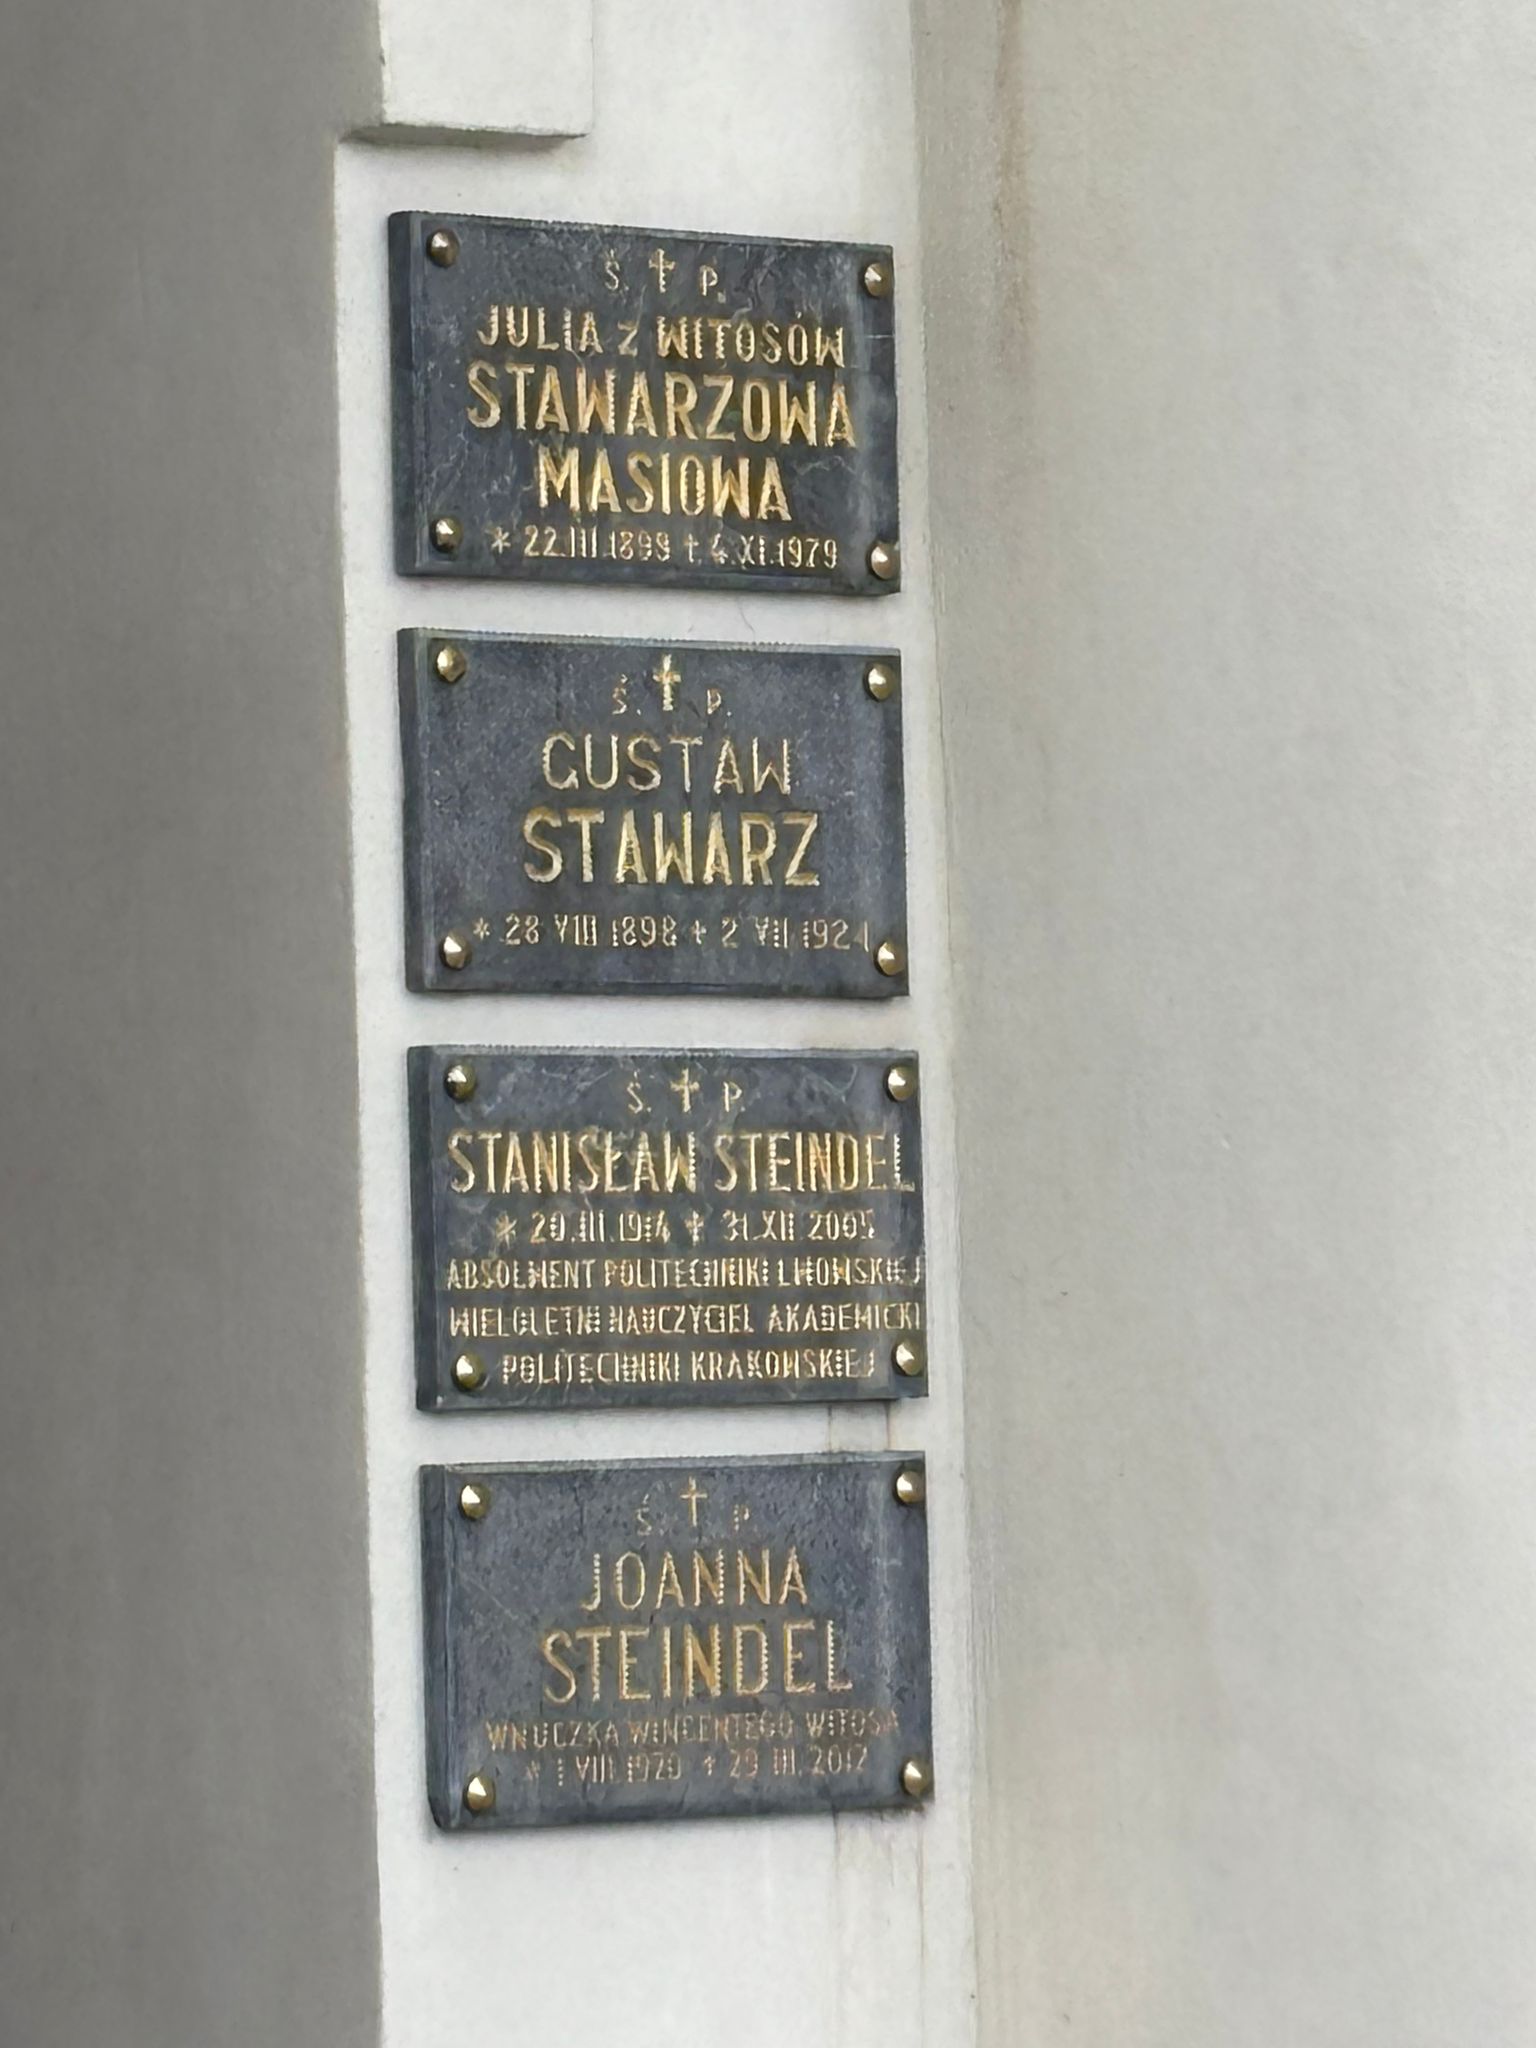 Ś. † P.
JULIA Z WITOSÓW
STAWARZOWA
MASIOWA
* 22.III.1899 † 4.XI.1979
Ś. † P.
GUSTAW
STAWARZ
* 28 VIII 1898 † 2 VII 1924
Ś. † P.
STANISŁAW STEINDEL
* 20.III.1914 † 31.XII.2005
ABSOLWENT POLITECHNIKI LWOWSKIEJ
WIELOLETNI NAUCZYCIEL AKADEMICKI
POLITECHNIKI KRAKOWSKIEJ
Ś. † P.
JOANNA
STEINDEL
WNUCZKA WINCENTEGO WITOSA
* 1 VIII.1920 † 29 III.2012